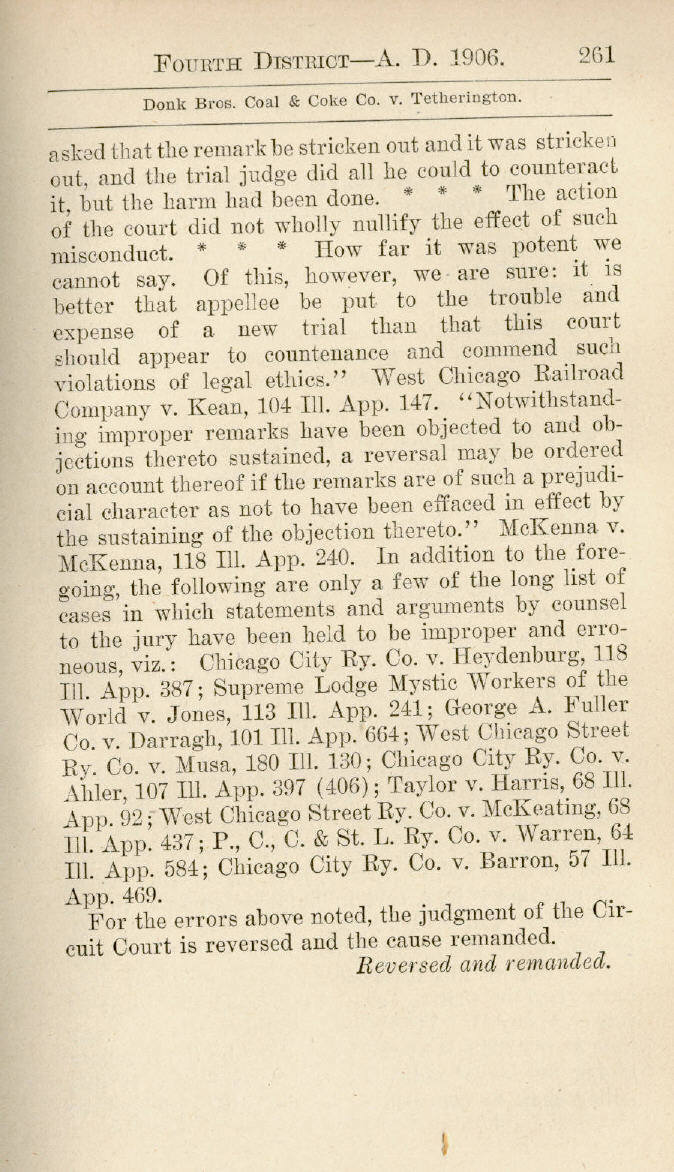 FOURTH DISTRICT—A. D. 1906. 261
Donk Bros. Coal & Coke Co. v. Tetherington.
asked that the remark be stricken out and it was stricken
out, and the trial judge did all he could to counteract
it, but the harm had been done. * * * The action
of the court did not wholly nullify the effect of such
misconduct. * * * How far it was potent we
cannot say. Of this, however, we are sure: it is
better that appellee be put to the trouble and
expense of a new trial than that this court
should appear to countenance and commend such
violations of legal ethics.'' West Chicago Railroad
Company v. Kean, 104 Ill. App. 147. ``Notwithstand-
ing improper remarks have been objected to and ob-
jections thereto sustained, a reversal may be ordered
on account thereof if the remarks are of such a prejudi-
cial character as not to have been effaced in effect by
the sustaining of the objection thereto.'' McKenna v.
McKenna, 118 Ill. App. 240. In addition to the fore-
going, the following are only a few of the long list of
cases in which statements and arguments by counsel
to the jury have been held to be improper and erro-
neous, viz.: Chicago City Ry. Co. v. Heydenburg, 118
Ill. App. 387; Supreme Lodge Mystic Workers of the
World v. Jones, 113 Ill. App. 241; George A. Fuller
Co. v. Darragh, 101 Ill. App. 664; West Chicago Street
Ry. Co. v. Musa, 180 Ill. 130; Chicago City Ry. Co. v.
Ahler, 107 Ill. App. 397 (406); Taylor v. Harris, 68 Ill.
App. 92; West Chicago Street Ry. Co. v. McKeating, 68
Ill. App. 437; P., C., C. & St. L. Ry. Co. v. Warren, 64
Ill. App. 584; Chicago City Ry. Co. v. Barron, 57 Ill.
App. 469.
For the errors above noted, the judgment of the Cir-
cuit Court is reversed and the cause remanded.
Reversed and remanded.